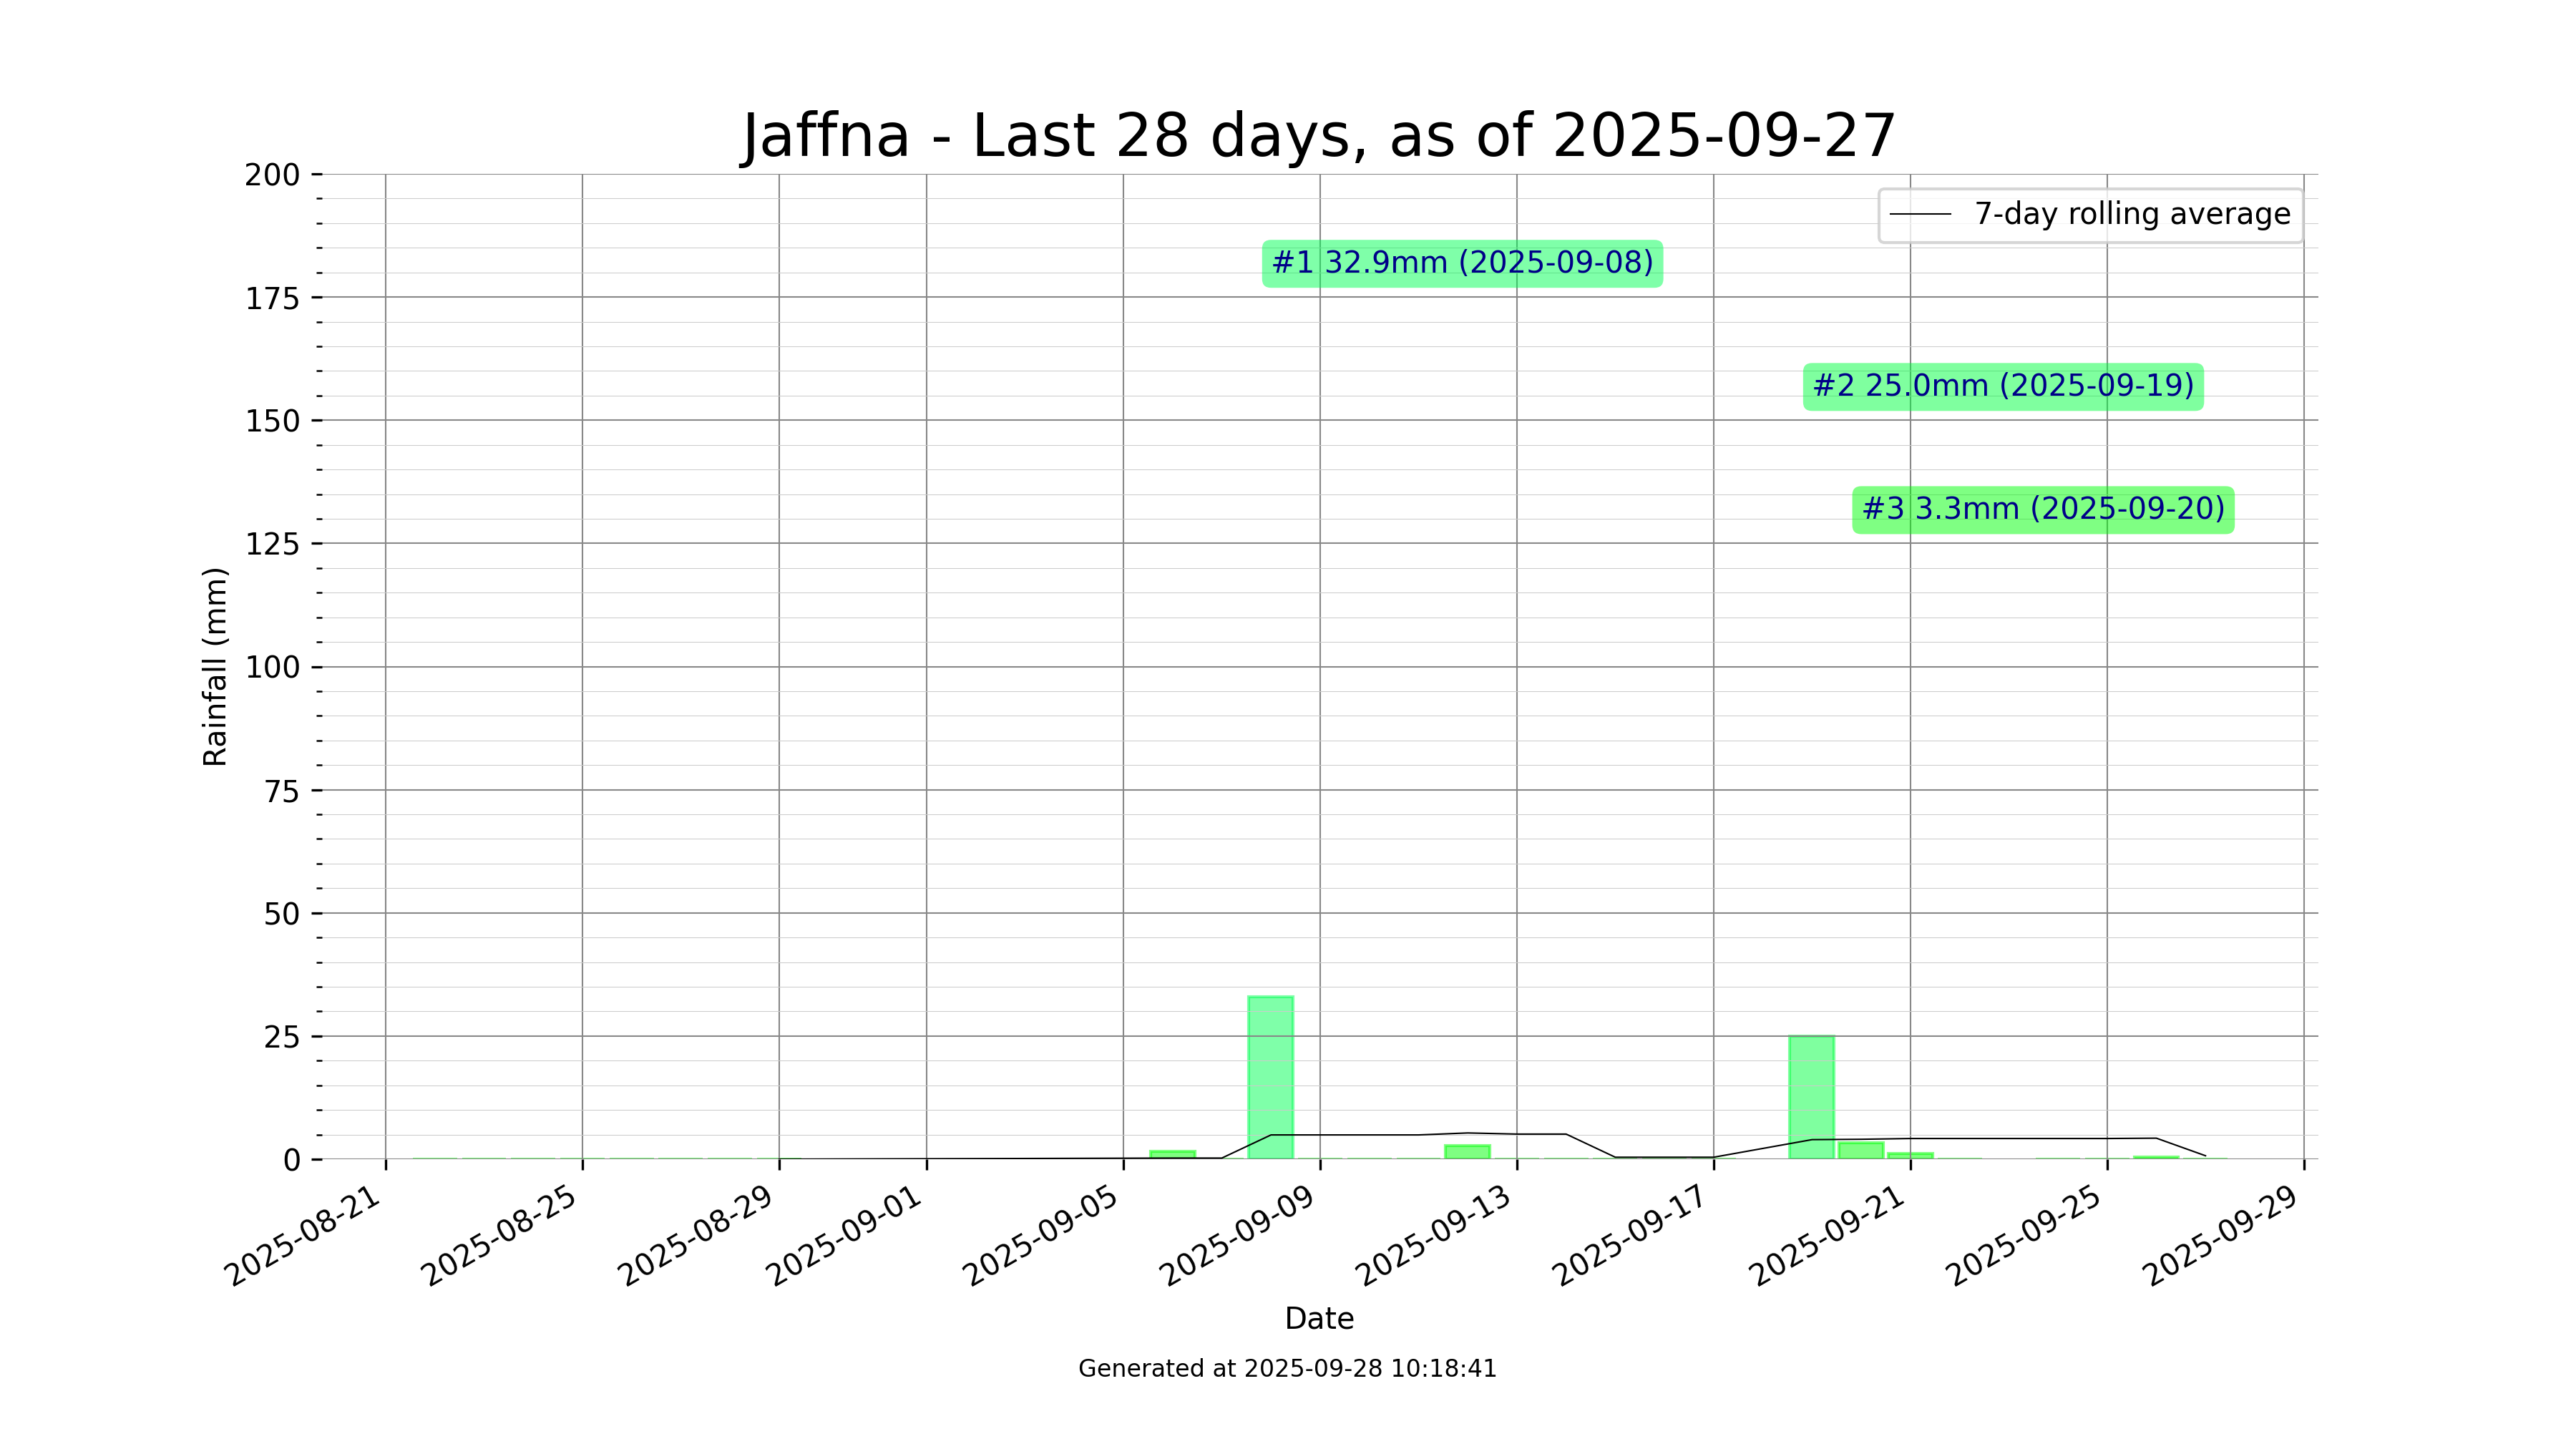 Jaffna - Last 28 days, as of 2025-09-27
200
175
150
125
100
75
50
25
0
Rainfall (mm)
7-day rolling average
#1 32.9mm (2025-09-08)
#2 25.0mm (2025-09-19)
#3 3.3mm (2025-09-20)
2025-08-21
2025-08-25
2025-08-29
2025-09-01
2025-09-05
2025-09-09
2025-09-13
2025-09-17
2025-09-21
2025-09-25
2025-09-29
Date
Generated at 2025-09-28 10:18:41